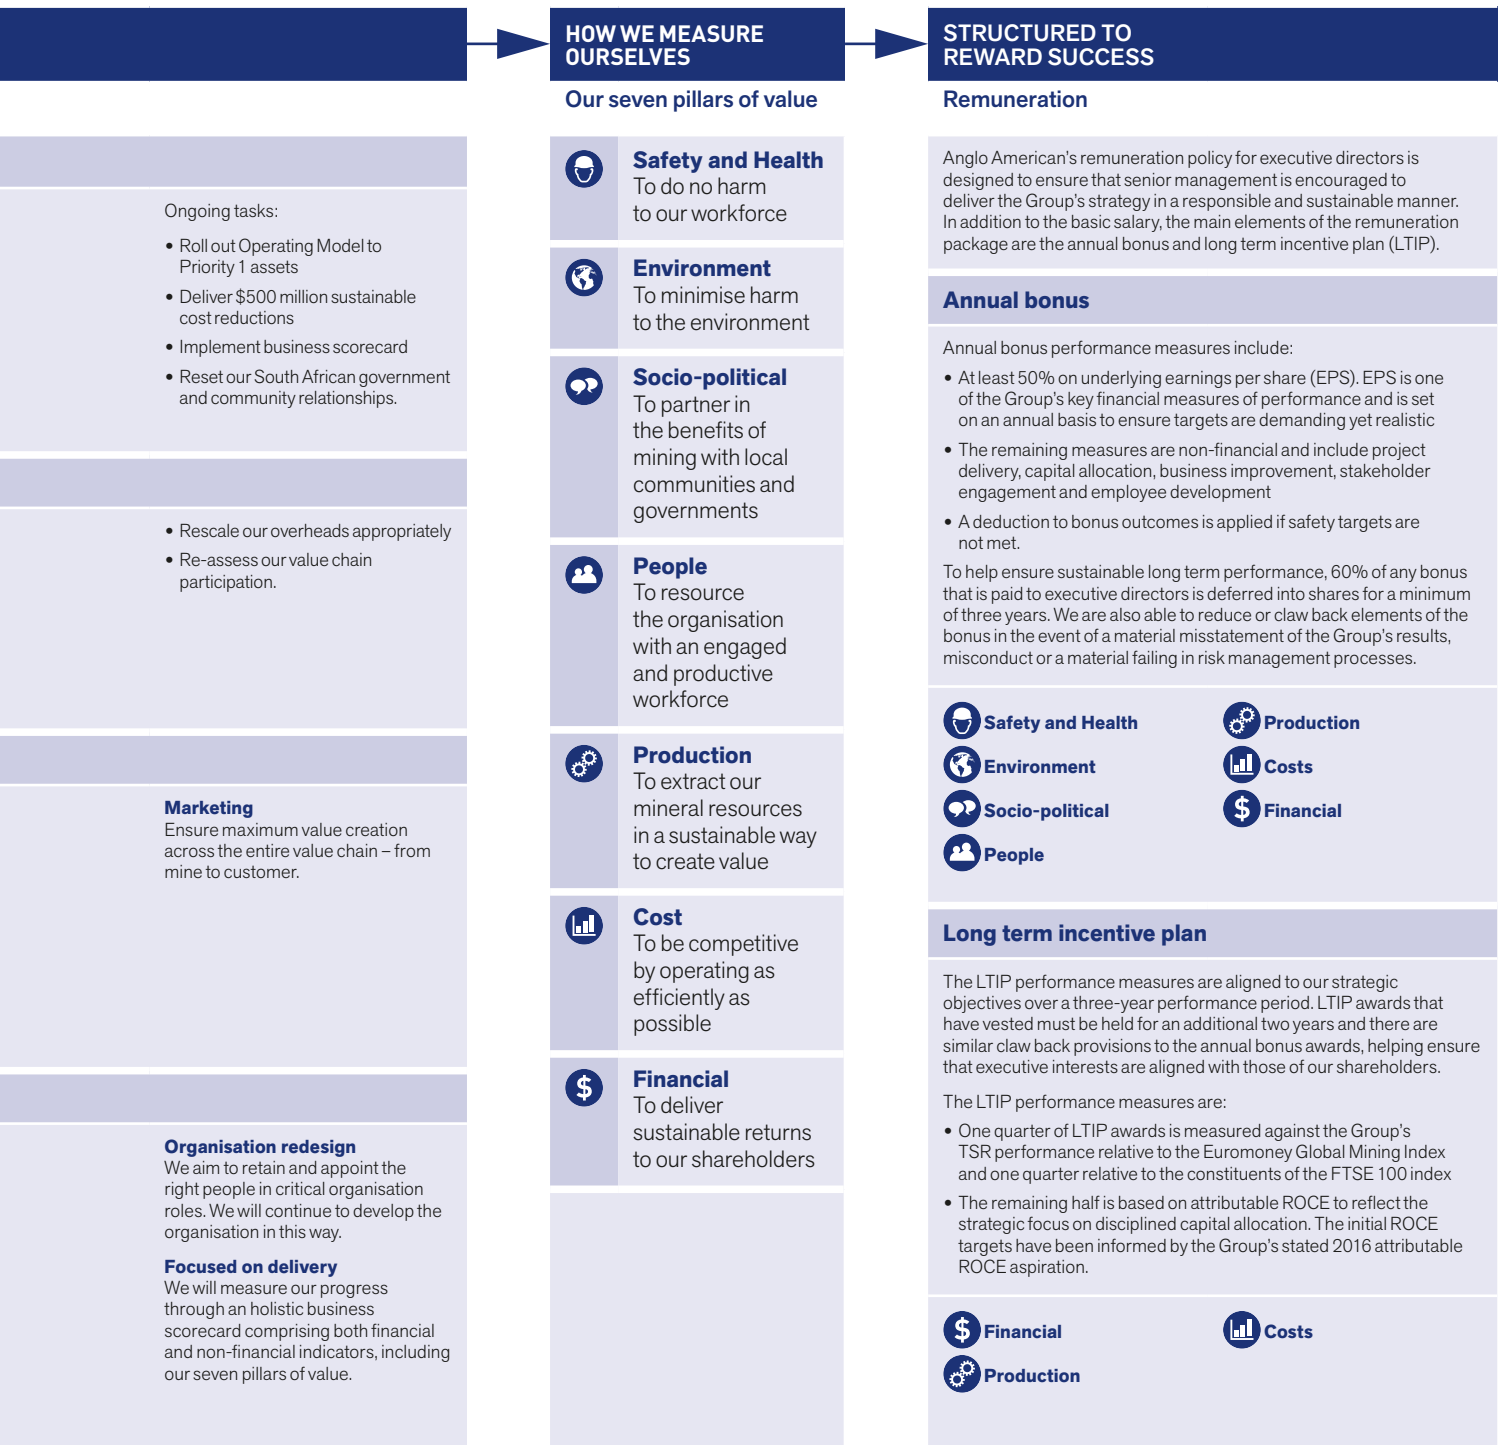 HOW WE MEASURE
OURSELVES
STRUCTURED TO
REWARD SUCCESS
Our seven pillars of value
Remuneration
Ongoing tasks:
• Roll out Operating Model to
Priority 1 assets
• Deliver $500 million sustainable
cost reductions
• Implement business scorecard
• Reset our South African government
and community relationships.
• Rescale our overheads appropriately
• Re-assess our value chain
participation.
Marketing
Ensure maximum value creation
across the entire value chain – from
mine to customer.
Organisation redesign
We aim to retain and appoint the
right people in critical organisation
roles. We will continue to develop the
organisation in this way.
Focused on delivery
We will measure our progress
through an holistic business
scorecard comprising both financial
and non-financial indicators, including
our seven pillars of value.
Safety and Health
To do no harm
to our workforce
Environment
To minimise harm
to the environment
Socio-political
To partner in
the benefits of
mining with local
communities and
governments
People
To resource
the organisation
with an engaged
and productive
workforce
Production
To extract our
mineral resources
in a sustainable way
to create value
Cost
To be competitive
by operating as
efficiently as
possible
$
Financial
To deliver
sustainable returns
to our shareholders
Anglo American's remuneration policy for executive directors is
designed to ensure that senior management is encouraged to
deliver the Group's strategy in a responsible and sustainable manner.
In addition to the basic salary, the main elements of the remuneration
package are the annual bonus and long term incentive plan (LTIP).
Annual bonus
Annual bonus performance measures include:
• At least 50% on underlying earnings per share (EPS). EPS is one
of the Group's key financial measures of performance and is set
on an annual basis to ensure targets are demanding yet realistic
• The remaining measures are non-financial and include project
delivery, capital allocation, business improvement, stakeholder
engagement and employee development
• A deduction to bonus outcomes is applied if safety targets are
not met.
To help ensure sustainable long term performance, 60% of any bonus
that is paid to executive directors is deferred into shares for a minimum
of three years. We are also able to reduce or claw back elements of the
bonus in the event of a material misstatement of the Group's results,
misconduct or a material failing in risk management processes.
Safety and Health
Production
Environment
Costs
Socio-political
$ Financial
People
Long term incentive plan
The LTIP performance measures are aligned to our strategic
objectives over a three-year performance period. LTIP awards that
have vested must be held for an additional two years and there are
similar claw back provisions to the annual bonus awards, helping ensure
that executive interests are aligned with those of our shareholders.
The LTIP performance measures are:
• One quarter of LTIP awards is measured against the Group's
TSR performance relative to the Euromoney Global Mining Index
and one quarter relative to the constituents of the FTSE 100 index
• The remaining half is based on attributable ROCE to reflect the
strategic focus on disciplined capital allocation. The initial ROCE
targets have been informed by the Group's stated 2016 attributable
ROCE aspiration.
$ Financial
Costs
Production